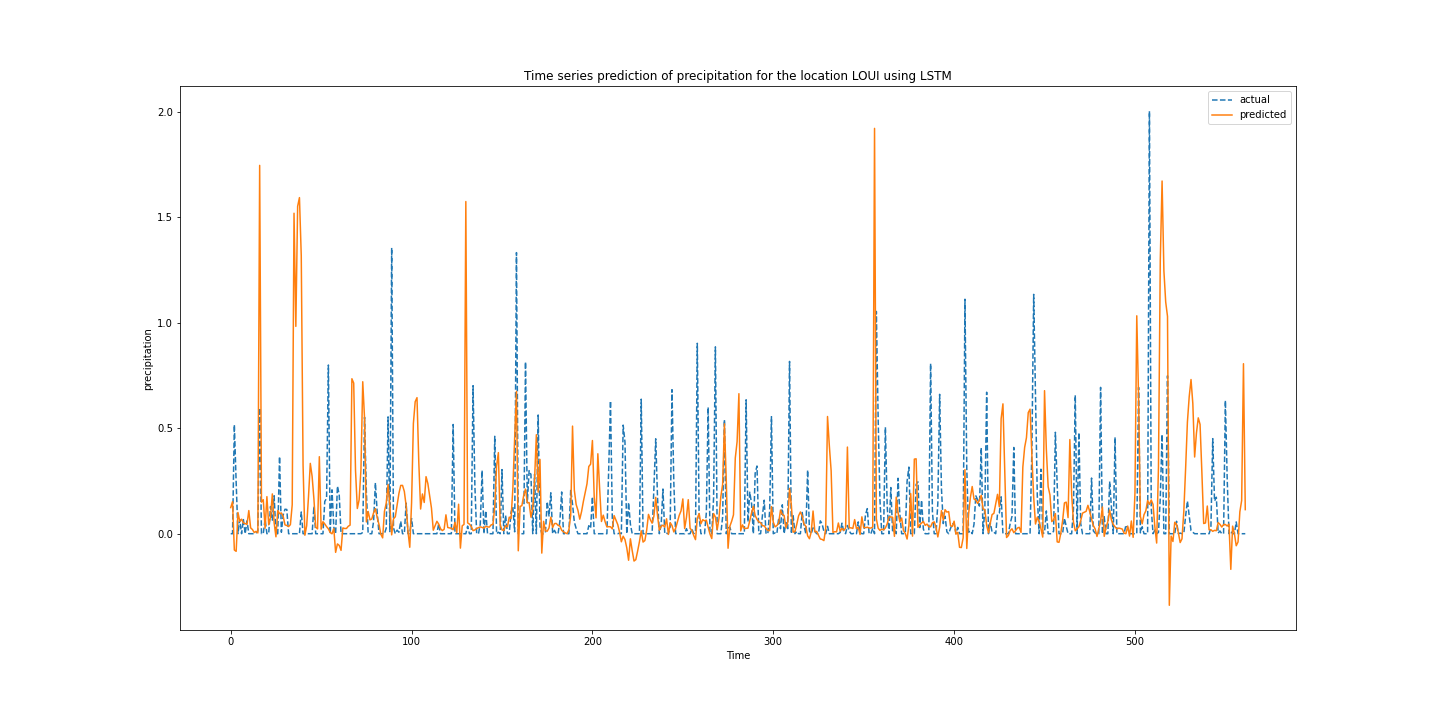 Time series prediction of precipitation for the location LOUI using LSTM
actual
predicted
2.0
1.5
1.0
0.5
0.0
precipitation
0
100
200
300
400
500
Time